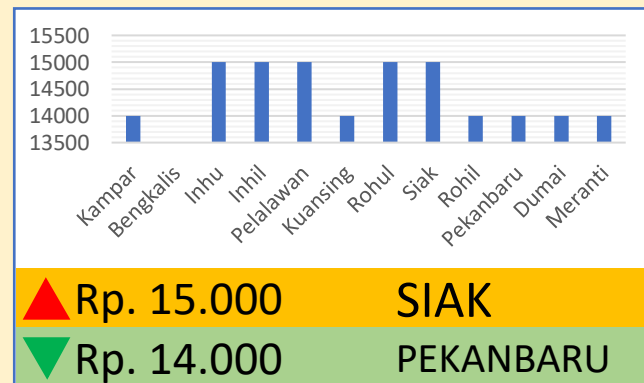 15500
15000
14500
14000
13500
Kampar
Bengkalis
Inhu
Inhil
Pelalawan
Kuansing
Rohul
Siak
Rohil
Pekanbaru
Dumai
Meranti
Rp. 15.000 SIAK
Rp. 14.000 PEKANBARU